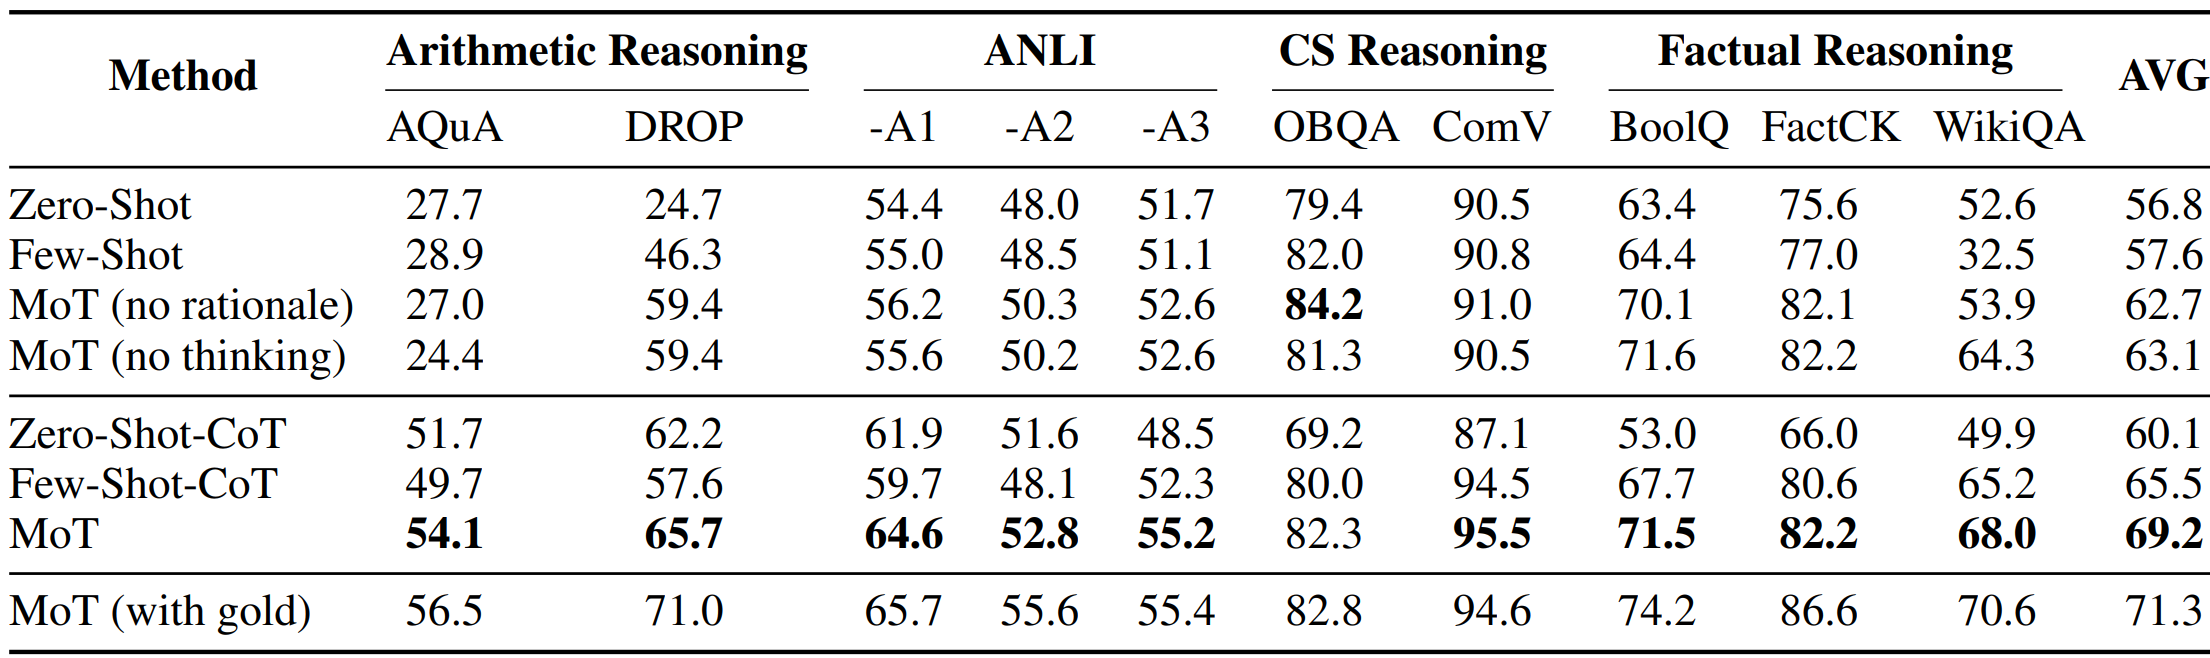 Method Arithmetic Reasoning ANLI CS Reasoning Factual Reasoning AVG
AQuA DROP -A1 -A2 -A3 OBQA ComV BoolQ FactCK WikiQA
Zero-Shot 27.7 24.7 54.4 48.0 51.7 79.4 90.5 63.4 75.6 52.6 56.8
Few-Shot 28.9 46.3 55.0 48.5 51.1 82.0 90.8 64.4 77.0 32.5 57.6
MoT (no rationale) 27.0 59.4 56.2 50.3 52.6 84.2 91.0 70.1 82.1 53.9 62.7
MoT (no thinking) 24.4 59.4 55.6 50.2 52.6 81.3 90.5 71.6 82.2 64.3 63.1
Zero-Shot-CoT 51.7 62.2 61.9 51.6 48.5 69.2 87.1 53.0 66.0 49.9 60.1
Few-Shot-CoT 49.7 57.6 59.7 48.1 52.3 80.0 94.5 67.7 80.6 65.2 65.5
MoT 54.1 65.7 64.6 52.8 55.2 82.3 95.5 71.5 82.2 68.0 69.2
MoT (with gold) 56.5 71.0 65.7 55.6 55.4 82.8 94.6 74.2 86.6 70.6 71.3